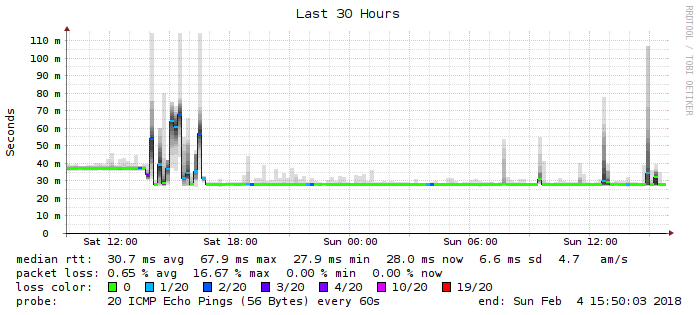 Last 30 Hours
RRDTOOL / TOBI OETIKER
Seconds
110 m
100 m
90 m
80 m
70 m
60 m
50 m
40 m
30 m
20 m
10 m
0
Sat 12:00 Sat 18:00 Sun 00:00 Sun 06:00 Sun 12:00
median rtt: 30.7 ms avg 67.9 ms max 27.9 ms min 28.0 ms now 6.6 ms sd 4.7 am/s
packet loss: 0.65 % avg 16.67 % max 0.00 % min 0.00 % now
loss color: 0 1/20 2/20 3/20 4/20 10/20 19/20
probe: 20 ICMP Echo Pings (56 Bytes) every 60s end: Sun Feb 4 15:50:03 2018